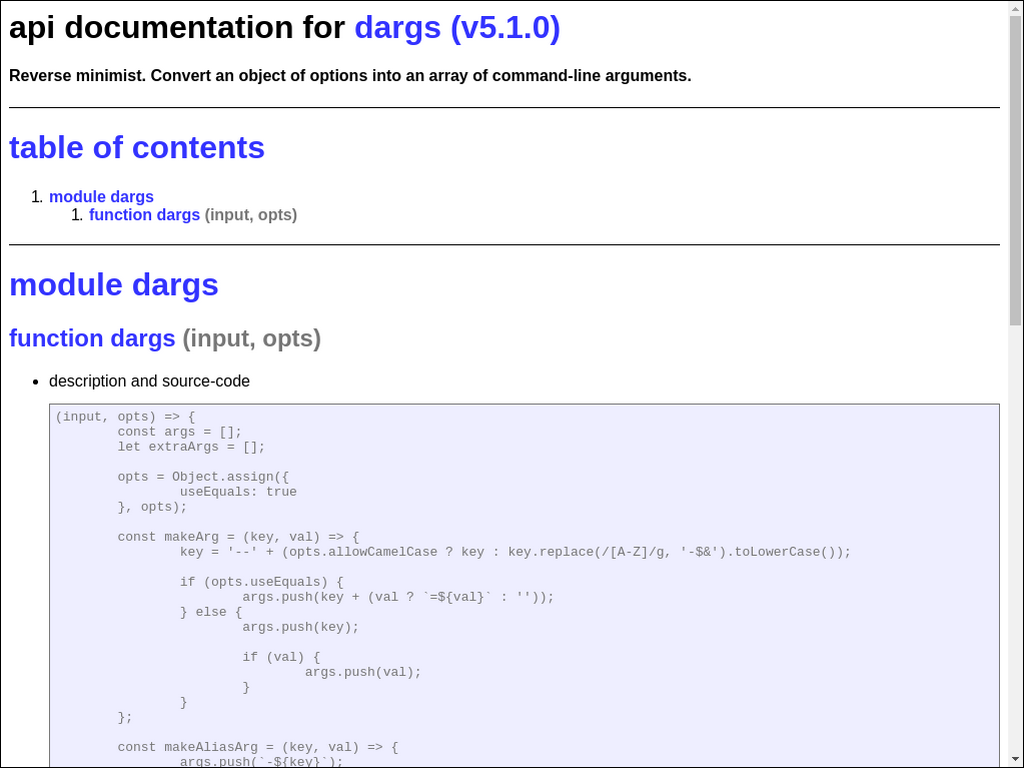 api documentation for dargs (v5.1.0)
Reverse minimist. Convert an object of options into an array of command-line arguments.
table of contents
1. module dargs
1. function dargs (input, opts)
module dargs
function dargs (input, opts)
• description and source-code
(input, opts) => {
        const args = [];
        let extraArgs = [];
        opts = Object.assign({
                useEquals: true
        }, opts);
        const makeArg = (key, val) => {
                key = '--' + (opts.allowCamelCase ? key : key.replace(/[A-Z]/g, '-$&').toLowerCase());
                if (opts.useEquals) {
                        args.push(key + (val ? `=${val}` : ''));
                } else {
                        args.push(key);
                        if (val) {
                                args.push(val);
                        }
                }
        };
        const makeAliasArg = (key, val) => {
                args.push(`-${key}`);